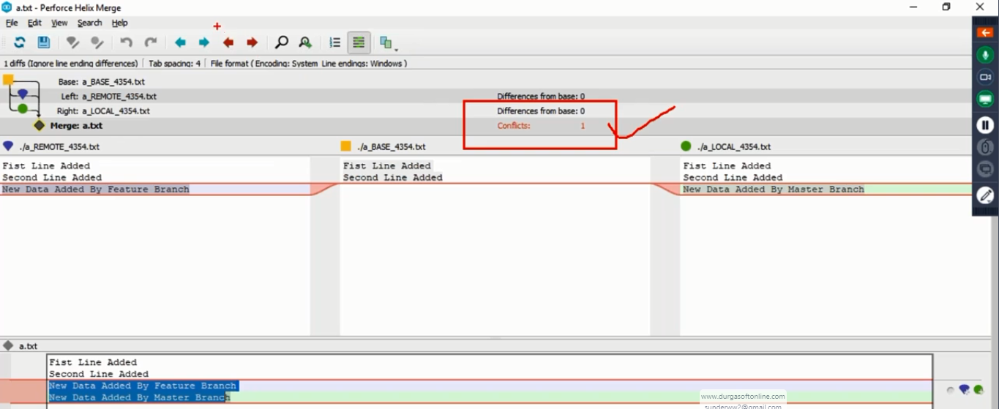 a.txt - Perforce Helix Merge
File Edit View Search Help
1 diffs (Ignore line ending differences) Tab spacing: 4 File format ( Encoding: System Line endings: Windows )
Base: a_BASE_4354.txt
Left: a_REMOTE_4354.txt Differences from base: 0
Right: a_LOCAL_4354.txt Differences from base: 0
Merge: a.txt Conflicts: 1
./a_REMOTE_4354.txt ./a_BASE_4354.txt ./a_LOCAL_4354.txt
Fist Line Added Fist Line Added Fist Line Added
Second Line Added Second Line Added Second Line Added
New Data Added By Feature Branch New Data Added By Master Branch
a.txt
Fist Line Added
Second Line Added
New Data Added By Feature Branch
New Data Added By Master Branch
www.durgasoftonline.com
sunderww2@gmail.com